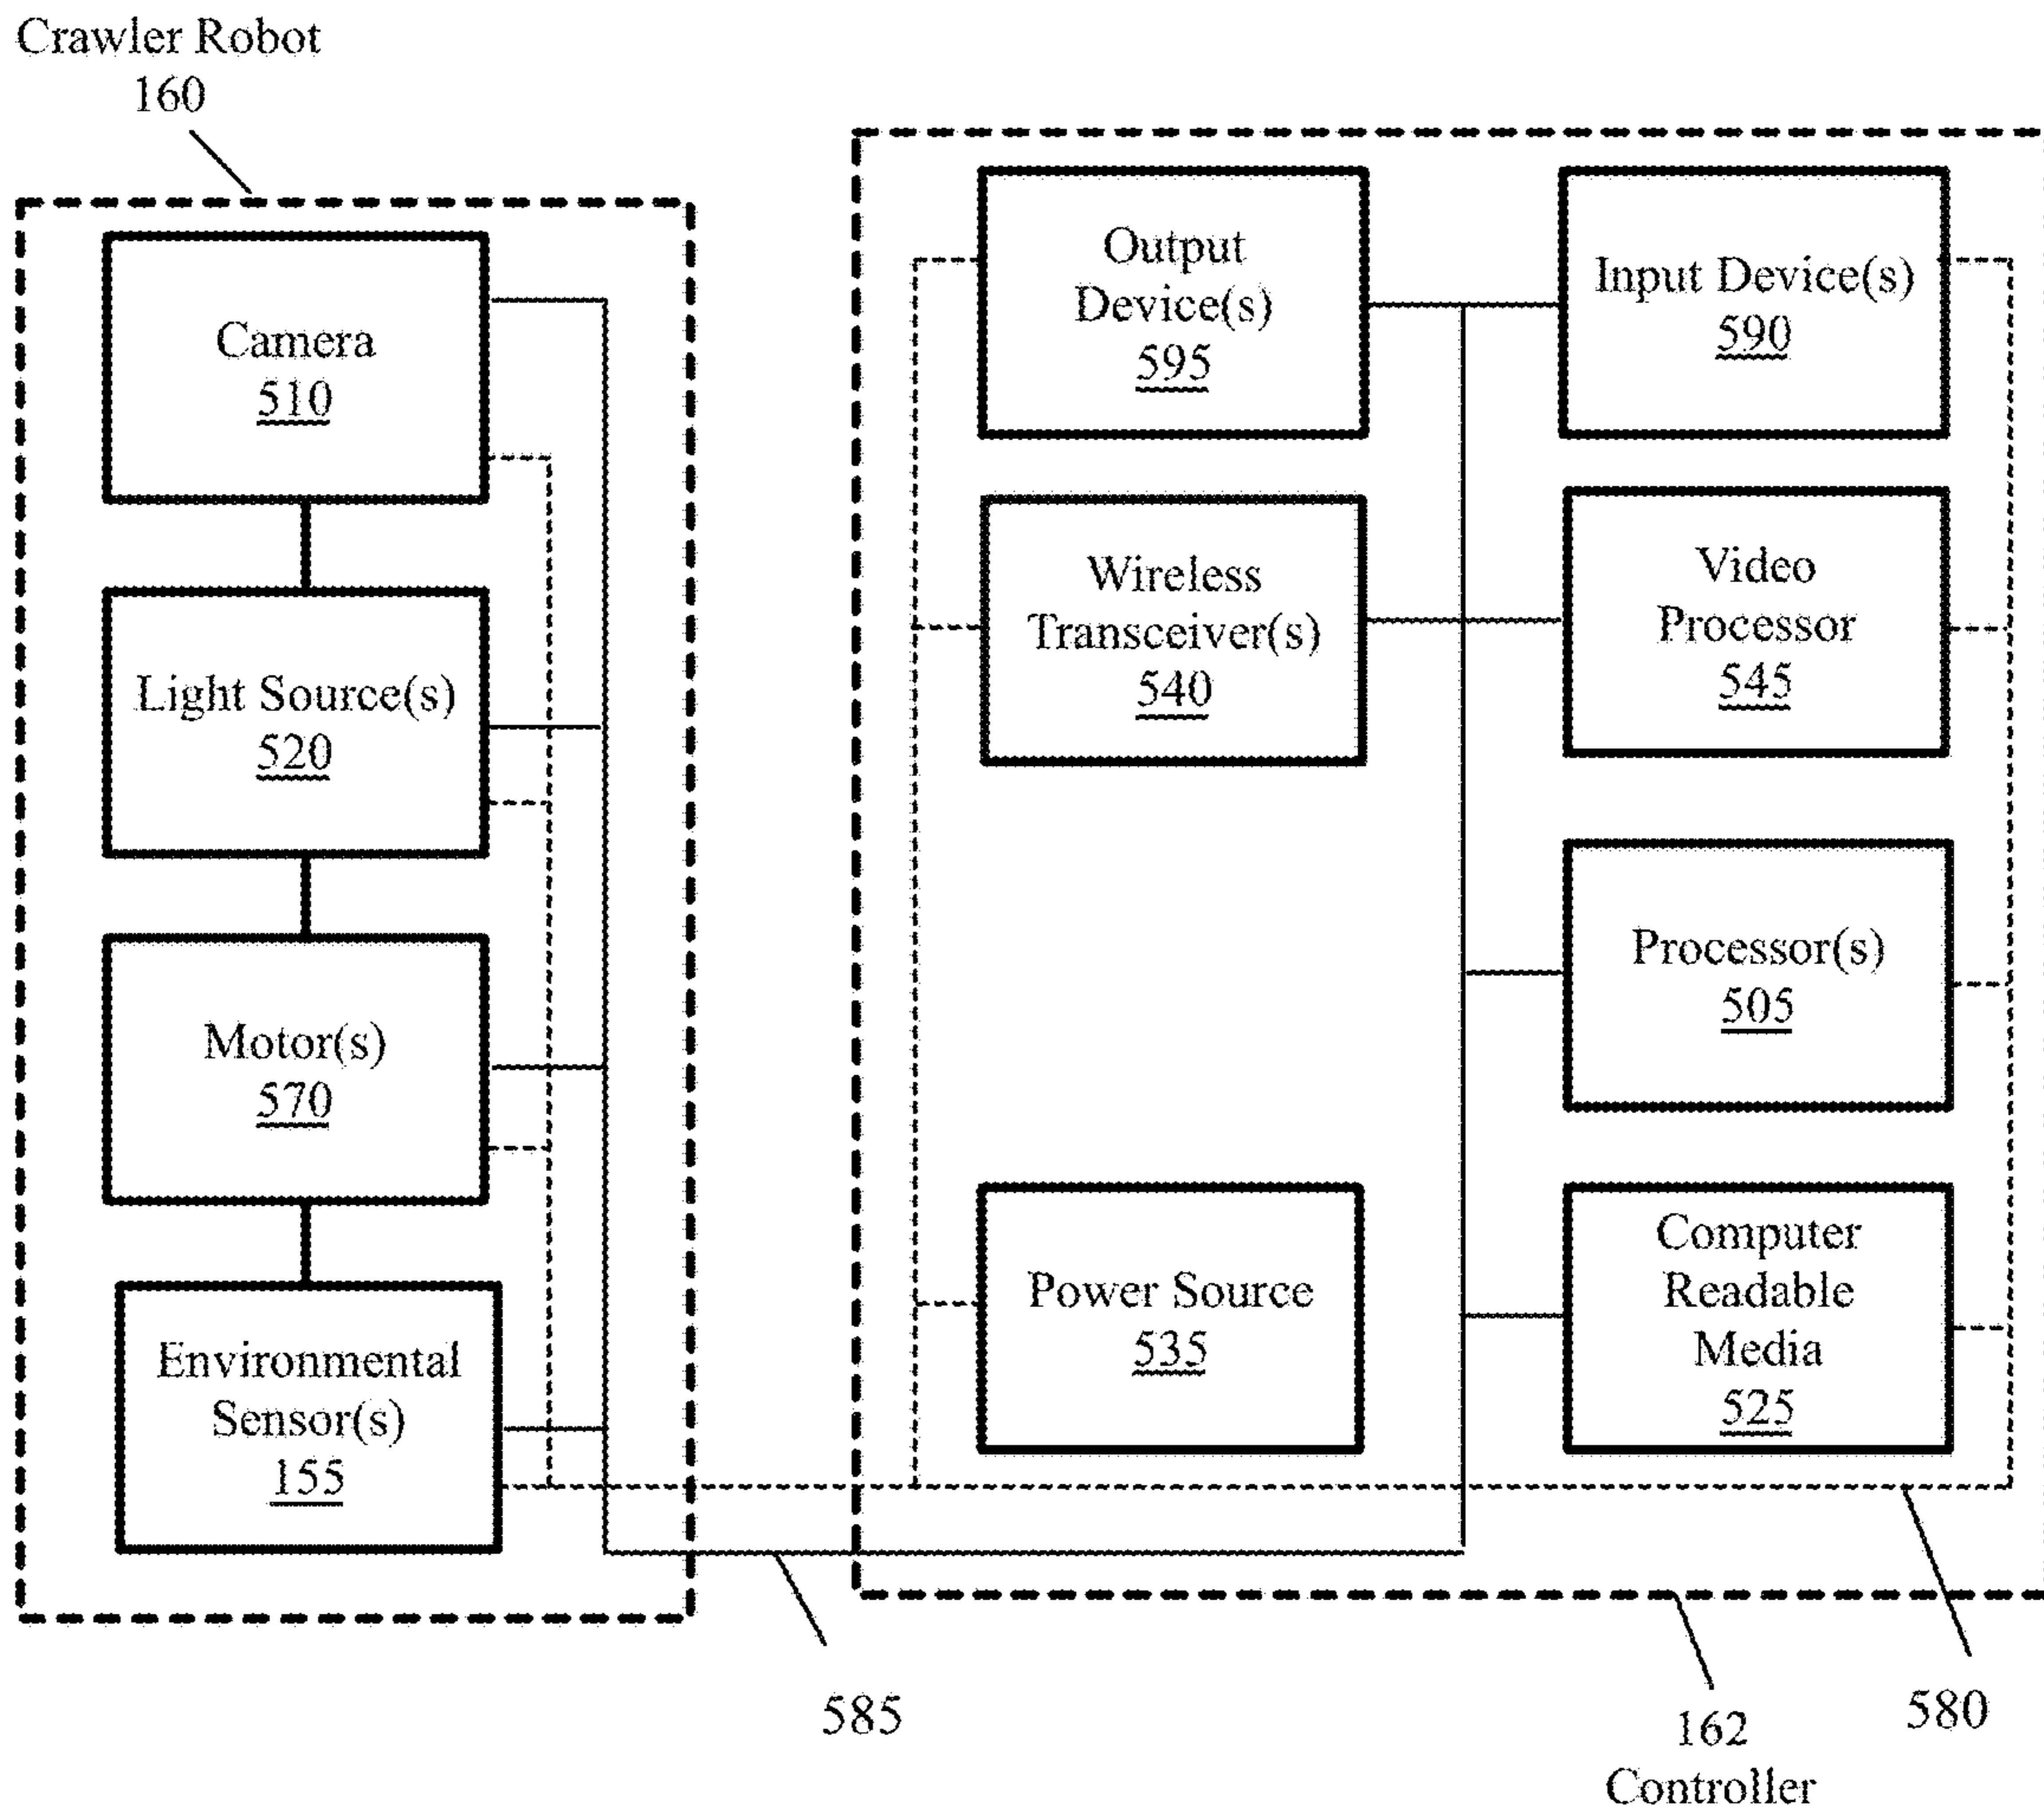 Crawler Robot
160
Camera
510
Light Source(s)
520
Motor(s)
570
Environmental
Sensor(s)
155
Output
Device(s)
595
Input Device(s)
590
Wireless
Transceiver(s)
540
Video
Processor
545
Processor(s)
505
Power Source
535
Computer
Readable
Media
525
585
162
Controller
580